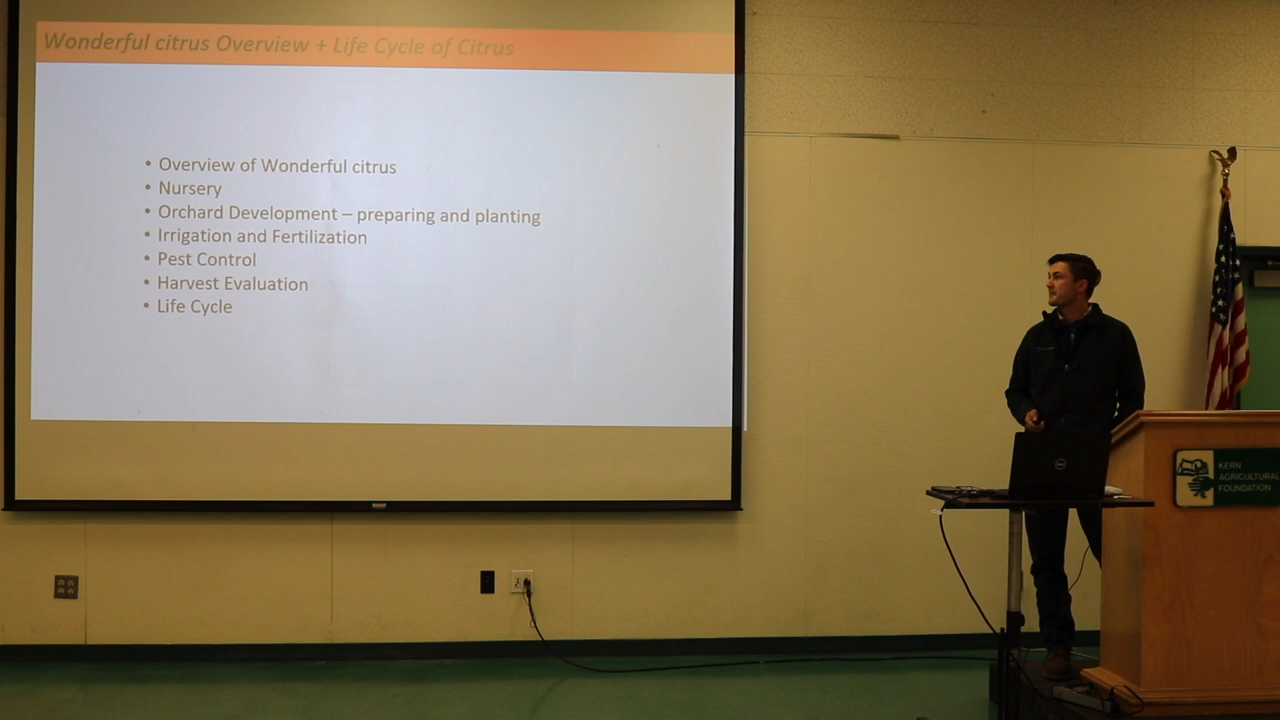 Wonderful citrus Overview + Life Cycle of Citrus
• Overview of Wonderful citrus
• Nursery
• Orchard Development – preparing and planting
• Irrigation and Fertilization
• Pest Control
• Harvest Evaluation
• Life Cycle
KERN
AGRICULTURAL
FOUNDATION
DELL